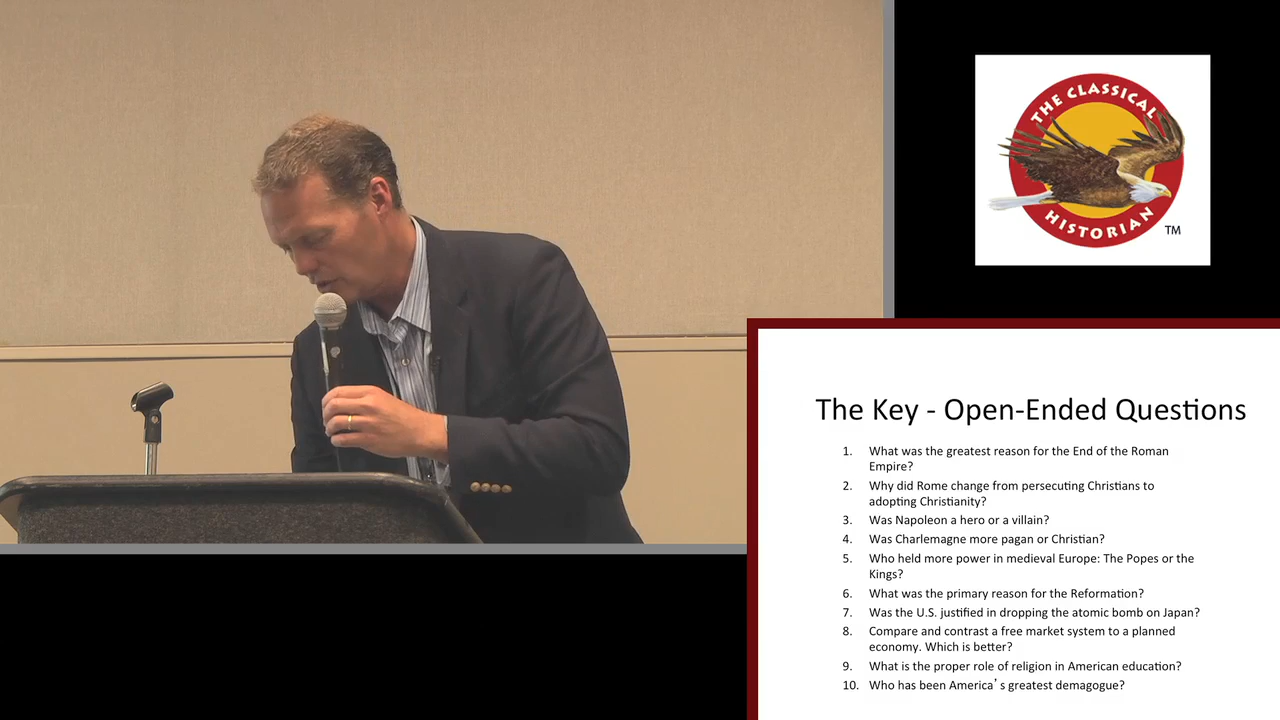 THE CLASSICAL
HISTORIAN
TM
The Key - Open-Ended Questions
1. What was the greatest reason for the End of the Roman
Empire?
2. Why did Rome change from persecuting Christians to
adopting Christianity?
3. Was Napoleon a hero or a villain?
4. Was Charlemagne more pagan or Christian?
5. Who held more power in medieval Europe: The Popes or the
Kings?
6. What was the primary reason for the Reformation?
7. Was the U.S. justified in dropping the atomic bomb on Japan?
8. Compare and contrast a free market system to a planned
economy. Which is better?
9. What is the proper role of religion in American education?
10. Who has been America's greatest demagogue?